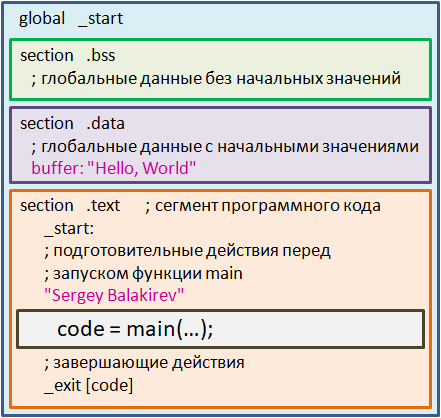 global _start
section .bss
; глобальные данные без начальных значений
section .data
; глобальные данные с начальными значениями
buffer: "Hello, World"
section .text ; сегмент программного кода
_start:
; подготовительные действия перед
; запуском функции main
"Sergey Balakirev"
code = main(...);
; завершающие действия
_exit [code]